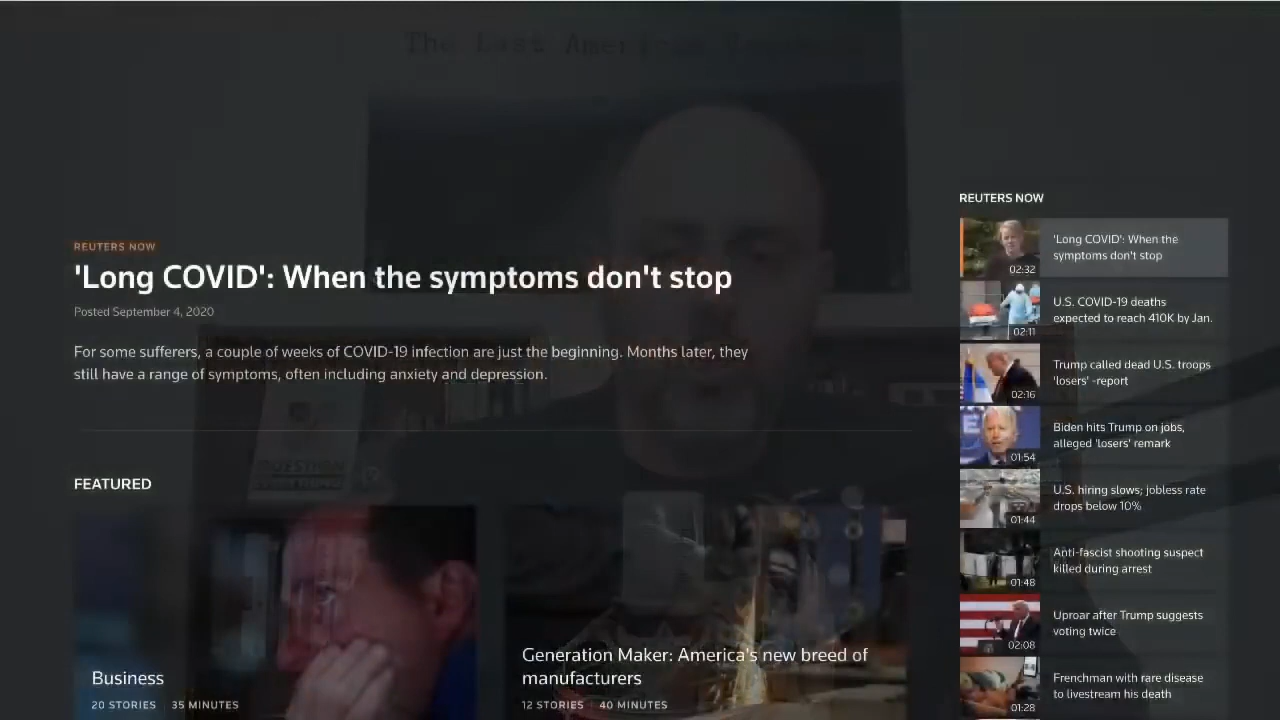 The Last American Vagabond
REUTERS NOW
'Long COVID': When the symptoms don't stop
Posted September 4, 2020
For some sufferers, a couple of weeks of COVID-19 infection are just the beginning. Months later, they
still have a range of symptoms, often including anxiety and depression.
QUESTION
EVERYTHING
FEATURED
Business
20 STORIES
35 MINUTES
Generation Maker: America's new breed of
manufacturers
12 STORIES
40 MINUTES
REUTERS NOW
'Long COVID': When the
symptoms don't stop
02:32
U.S. COVID-19 deaths
expected to reach 410K by Jan.
02:11
Trump called dead U.S. troops
'losers' -report
02:16
Biden hits Trump on jobs,
alleged 'losers' remark
01:54
U.S. hiring slows; jobless rate
drops below 10%
01:44
Anti-fascist shooting suspect
killed during arrest
01:48
Uproar after Trump suggests
voting twice
02:08
Frenchman with rare disease
to livestream his death
01:28